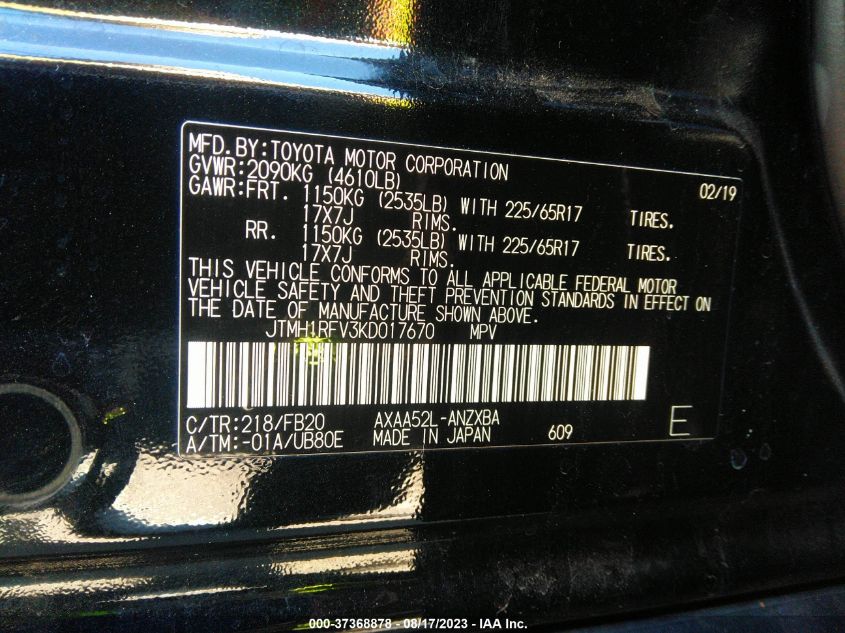 MFD.BY:TOYOTA MOTOR CORPORATION 02/19
GVWR:2090KG (4610LB)
GAWR:FRT. 1150KG (2535LB) WITH 225/65R17 TIRES.
17X7J RIMS.
RR. 1150KG (2535LB) WITH 225/65R17 TIRES.
17X7J RIMS.
THIS VEHICLE CONFORMS TO ALL APPLICABLE FEDERAL MOTOR
VEHICLE SAFETY AND THEFT PREVENTION STANDARDS IN EFFECT ON
THE DATE OF MANUFACTURE SHOWN ABOVE.
JTMH1RFV3KD017670 MPV
C/TR:218/FB20 AXAA52L-ANZXBA
A/TM:-01A/UB80E MADE IN JAPAN 609 E
000-37368878 - 08/17/2023 - IAA Inc.